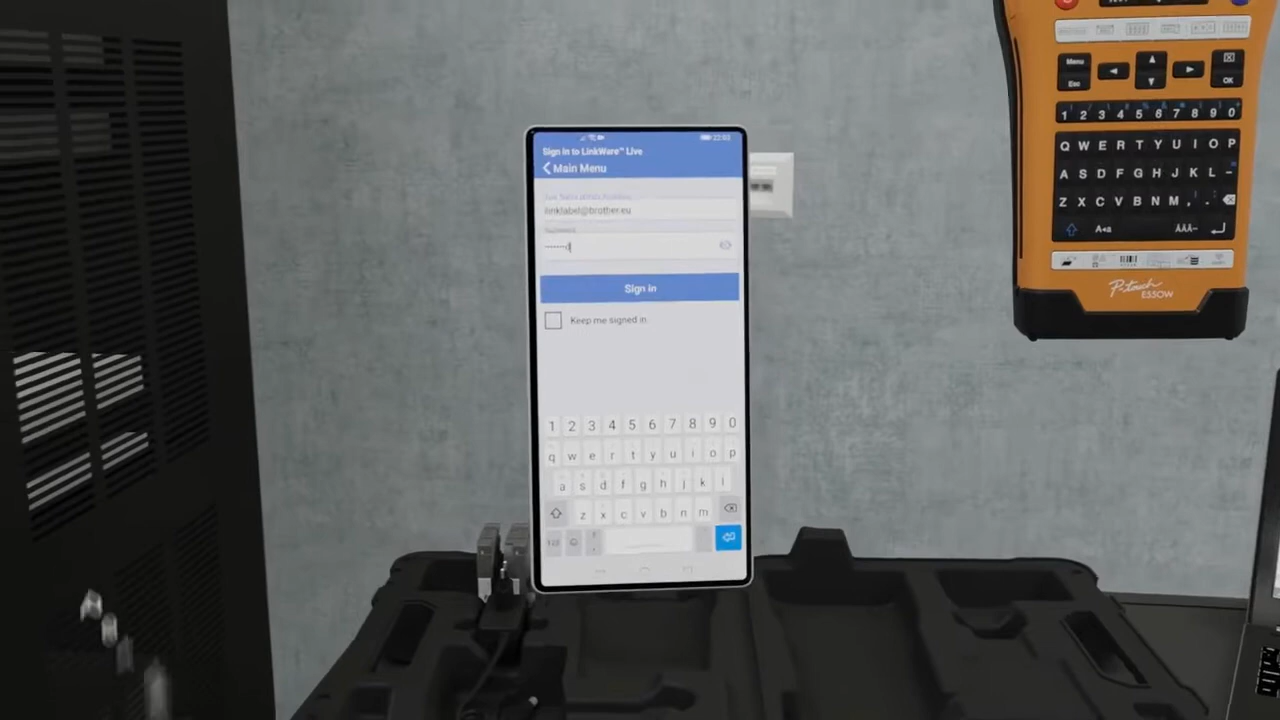 Sign In to LinkWare™ Live
Main Menu
linklabel@brother.eu
Sign in
Keep me signed in
1 2 3 4 5 6 7 8 9 0
q w e r t y u i o p
a s d f g h j k l
z x c v b n m
Menu
Esc
OK
1 2 3 4 5 6 7 8 9 0
Q W E R T Y U I O P
A S D F G H J K L -
Z X C V B N M , .
P-touch
E550W